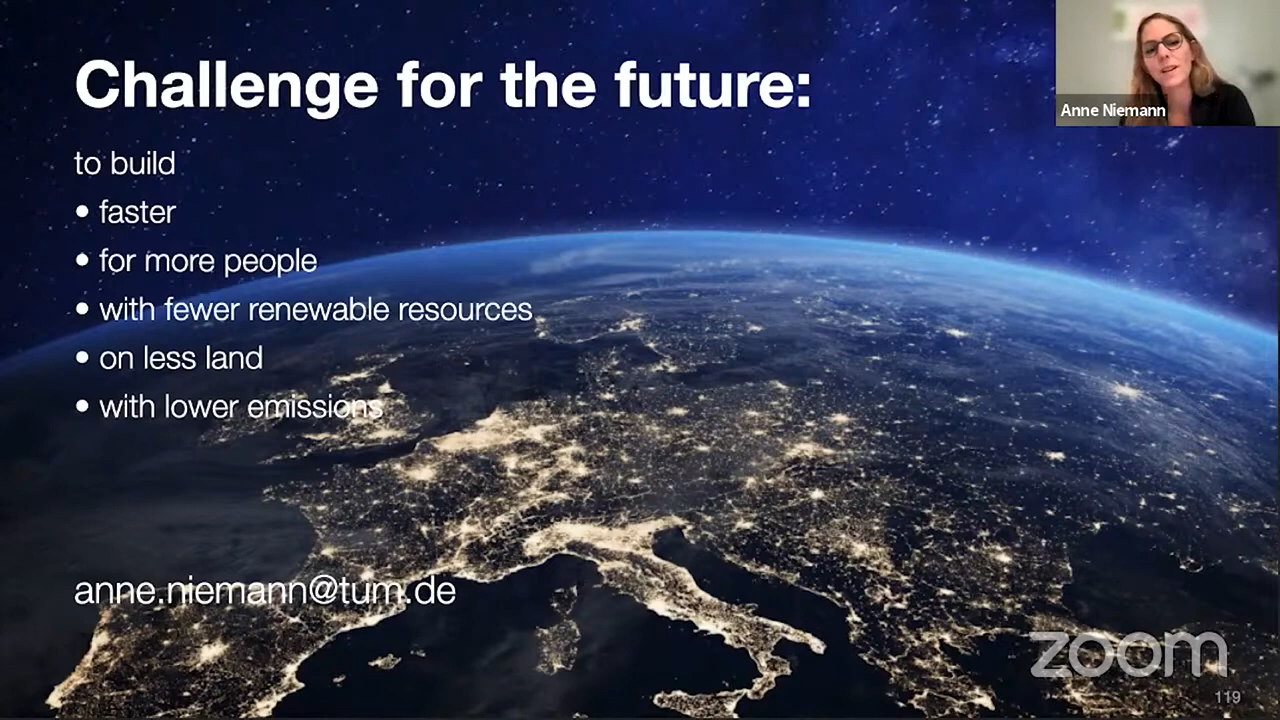 Challenge for the future:
Anne Niemann
to build
• faster
• for more people
• with fewer renewable resources
• on less land
• with lower emissions
anne.niemann@tum.de
zoom
119